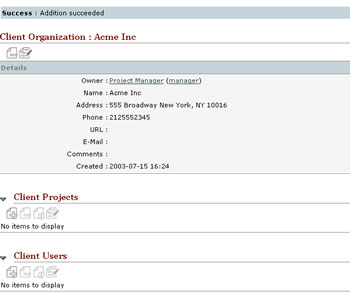 Success : Addition succeeded
Client Organization : Acme Inc
Details
Owner : Project Manager (manager)
Name : Acme Inc
Address : 555 Broadway New York, NY 10016
Phone : 2125552345
URL :
E-Mail :
Comments :
Created : 2003-07-15 16:24
Client Projects
No items to display
Client Users
No items to display